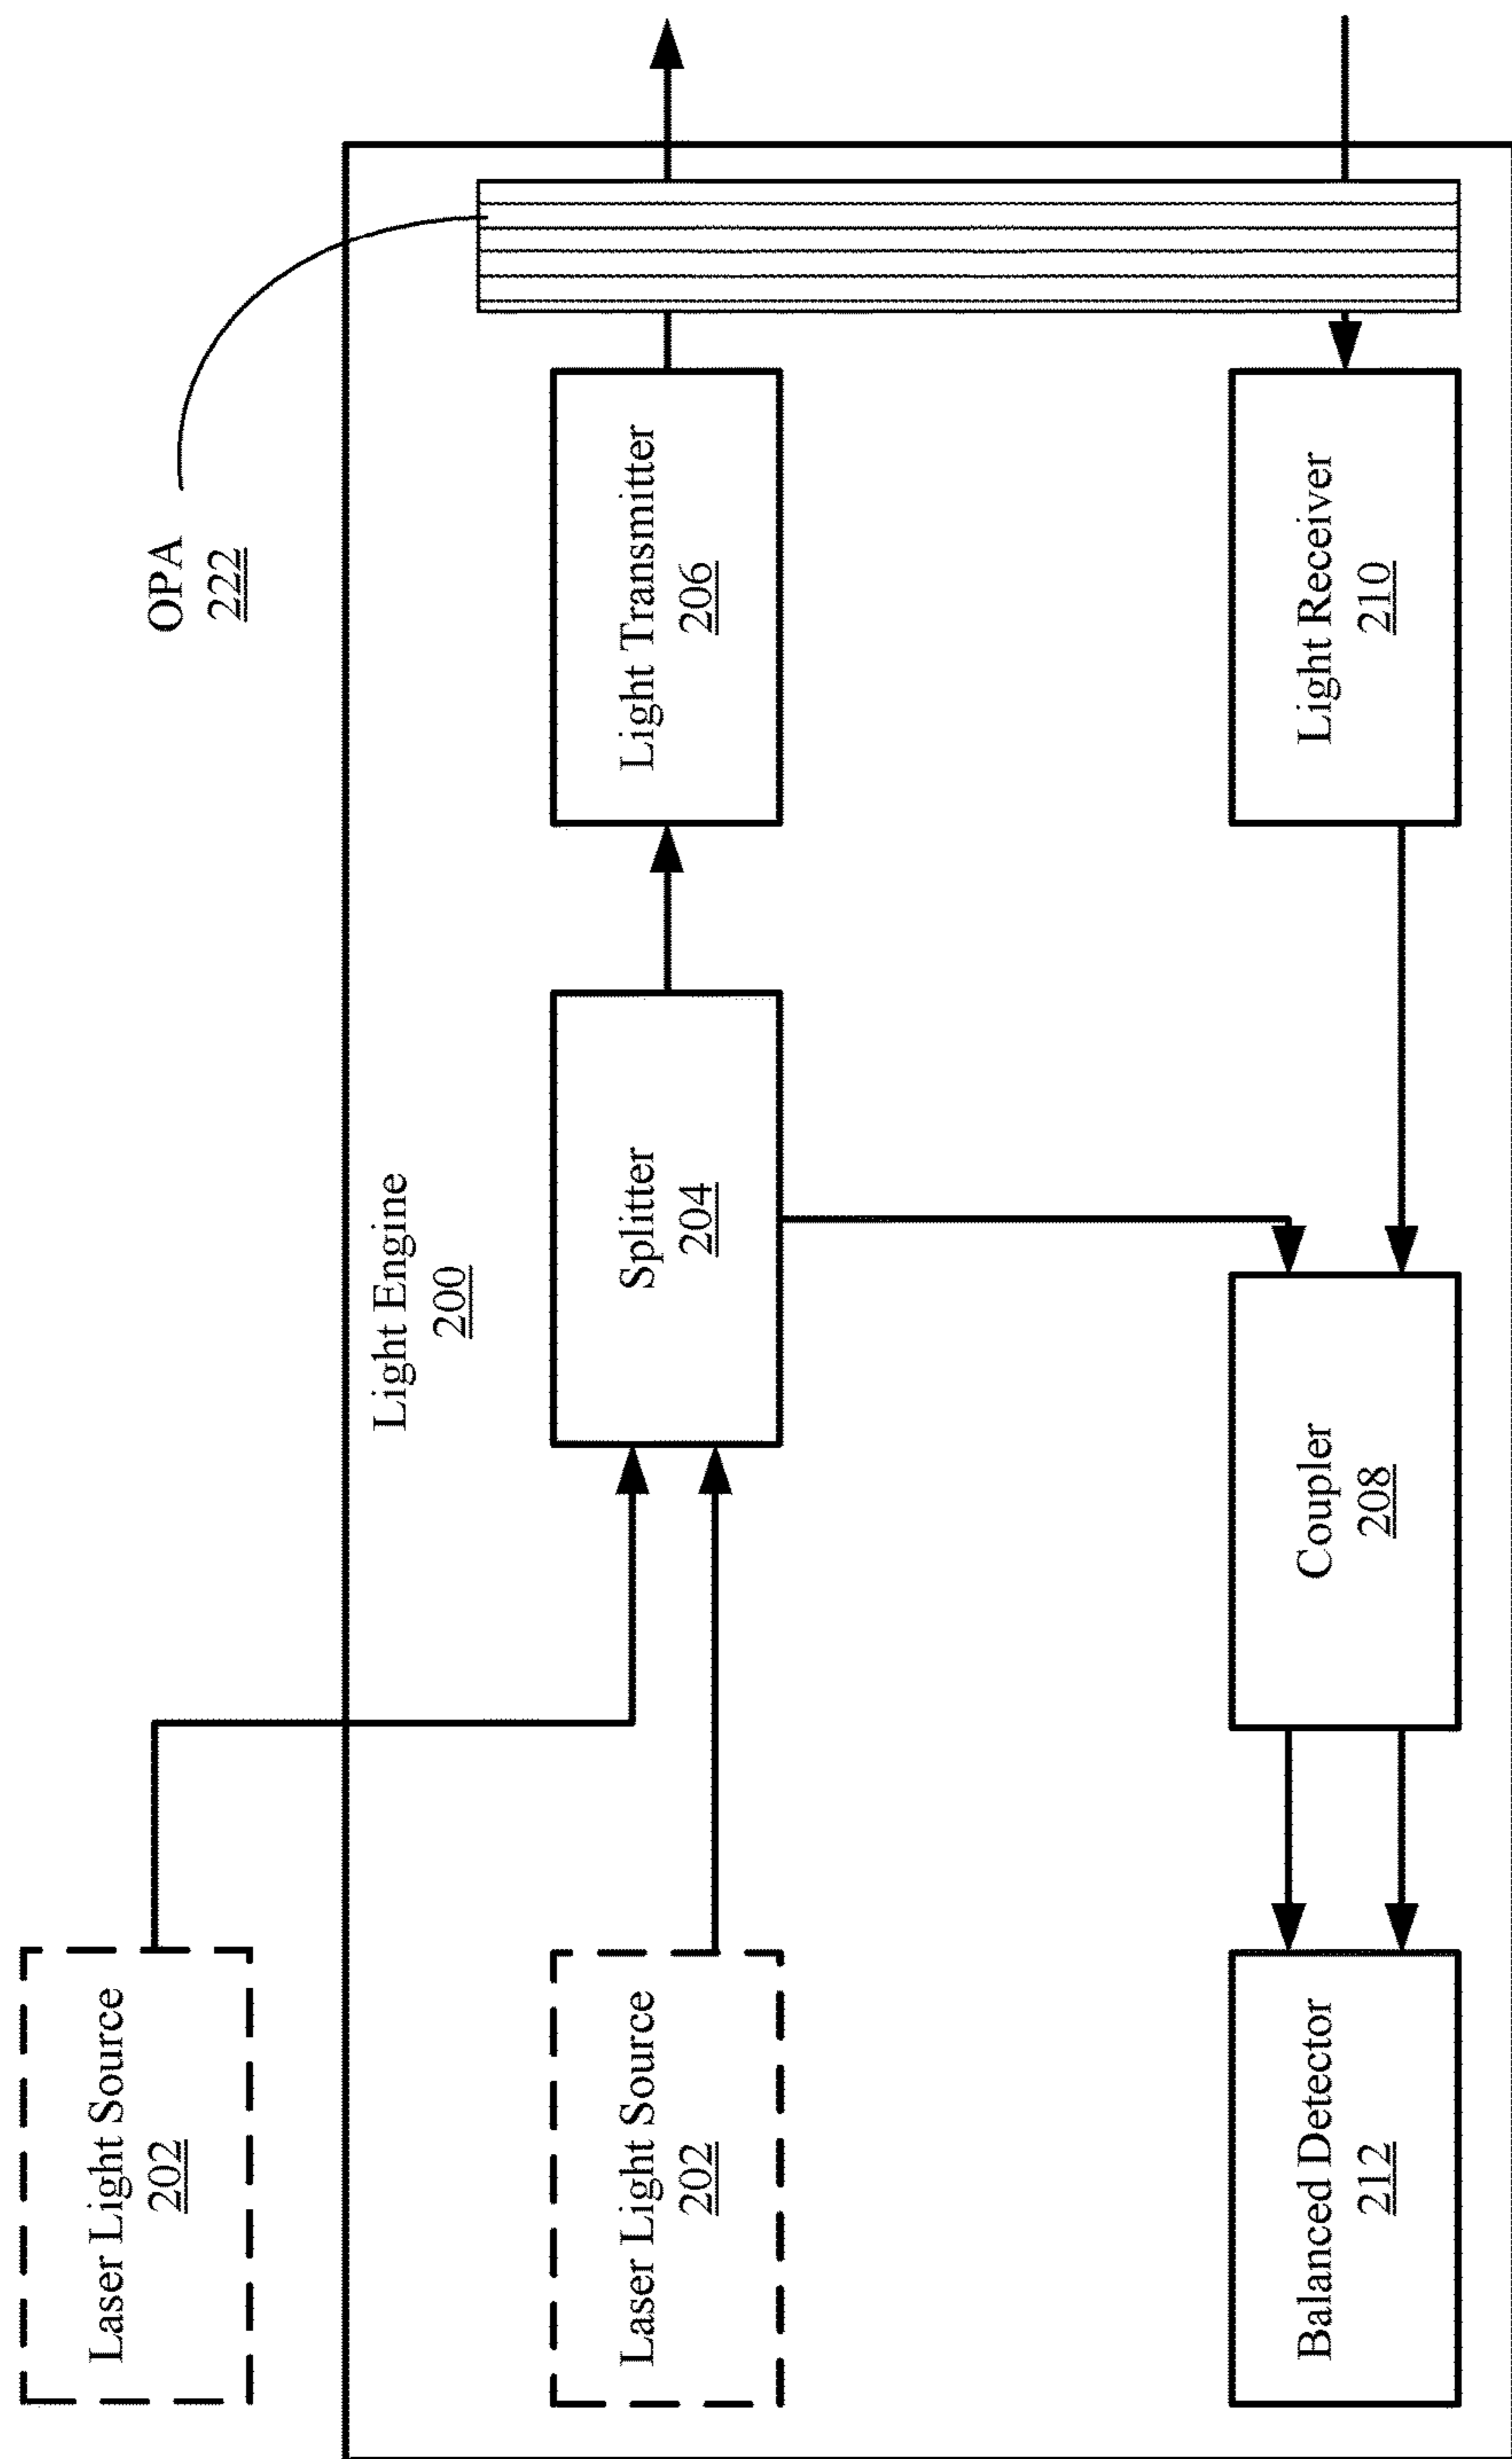 Laser Light Source
202
Light Engine
200
OPA
222
Laser Light Source
202
Splitter
204
Light Transmitter
206
Balanced Detector
212
Coupler
208
Light Receiver
210